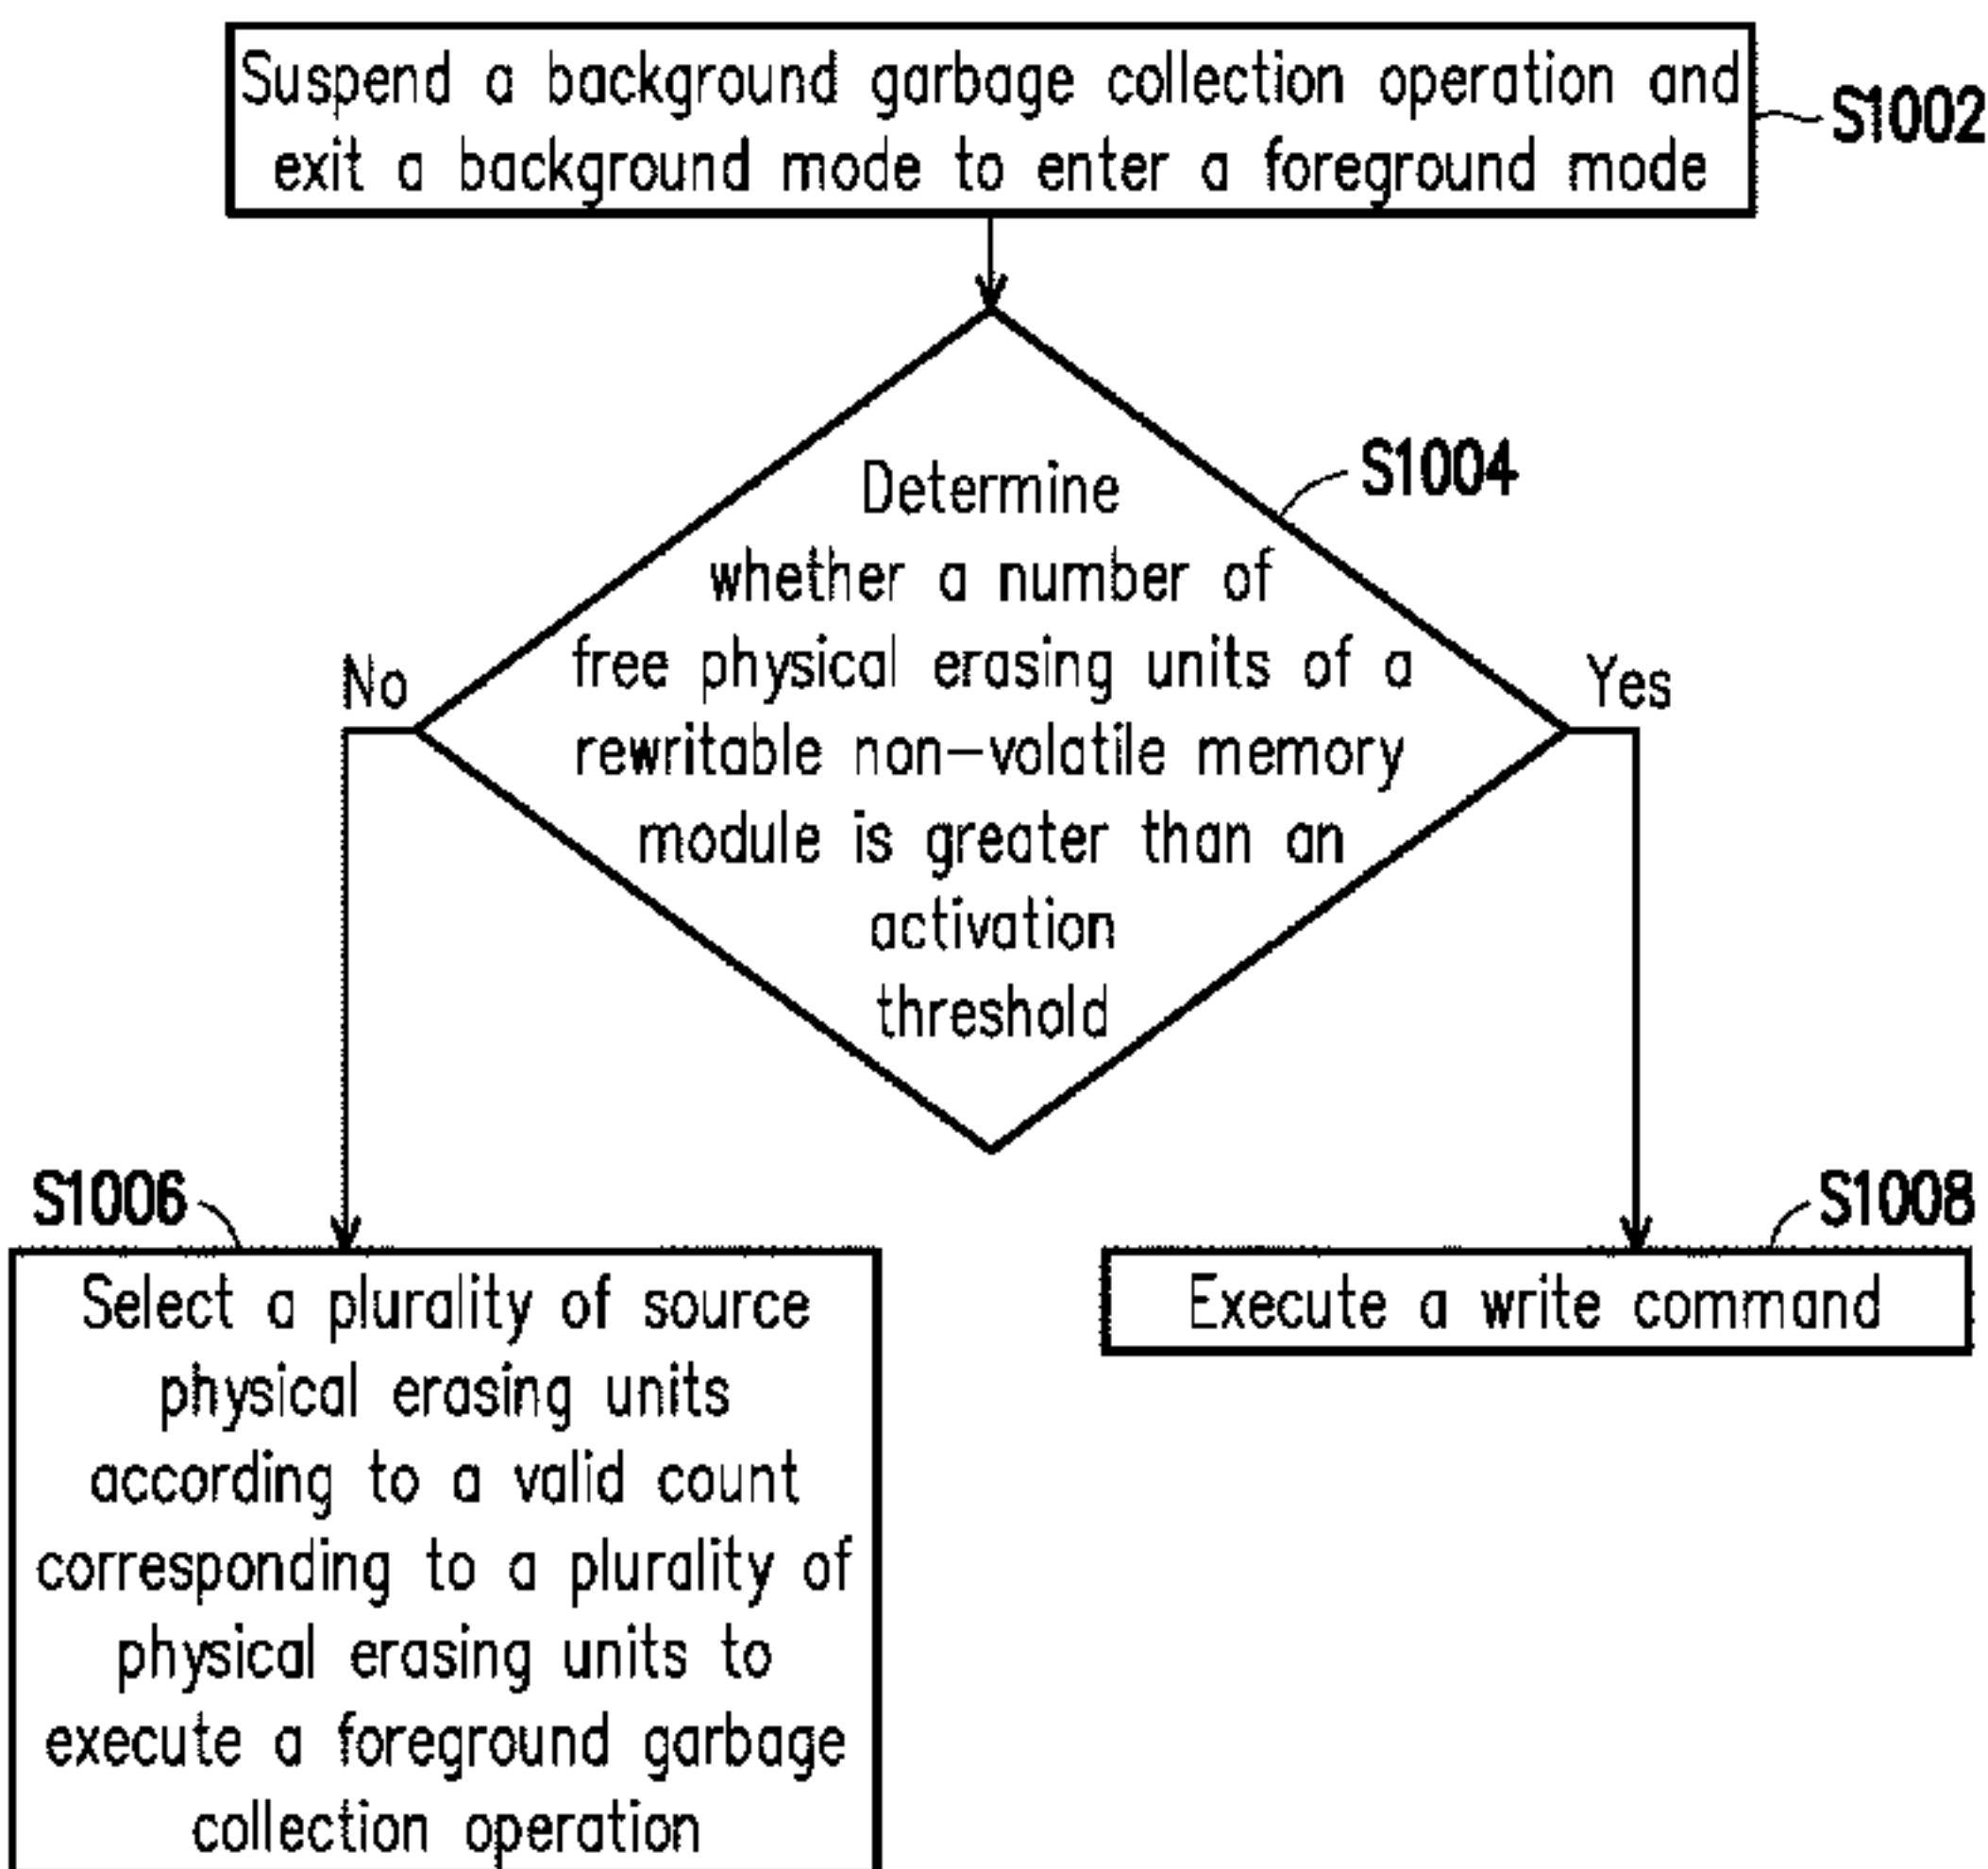 Suspend a background garbage collection operation and
exit a background mode to enter a foreground mode
S1002
S1004
Determine
whether a number of
free physical erasing units of a
rewritable non-volatile memory
module is greater than an
activation
threshold
No
Yes
S1006
S1008
Select a plurality of source
physical erasing units
according to a valid count
corresponding to a plurality of
physical erasing units to
execute a foreground garbage
collection operation
Execute a write command